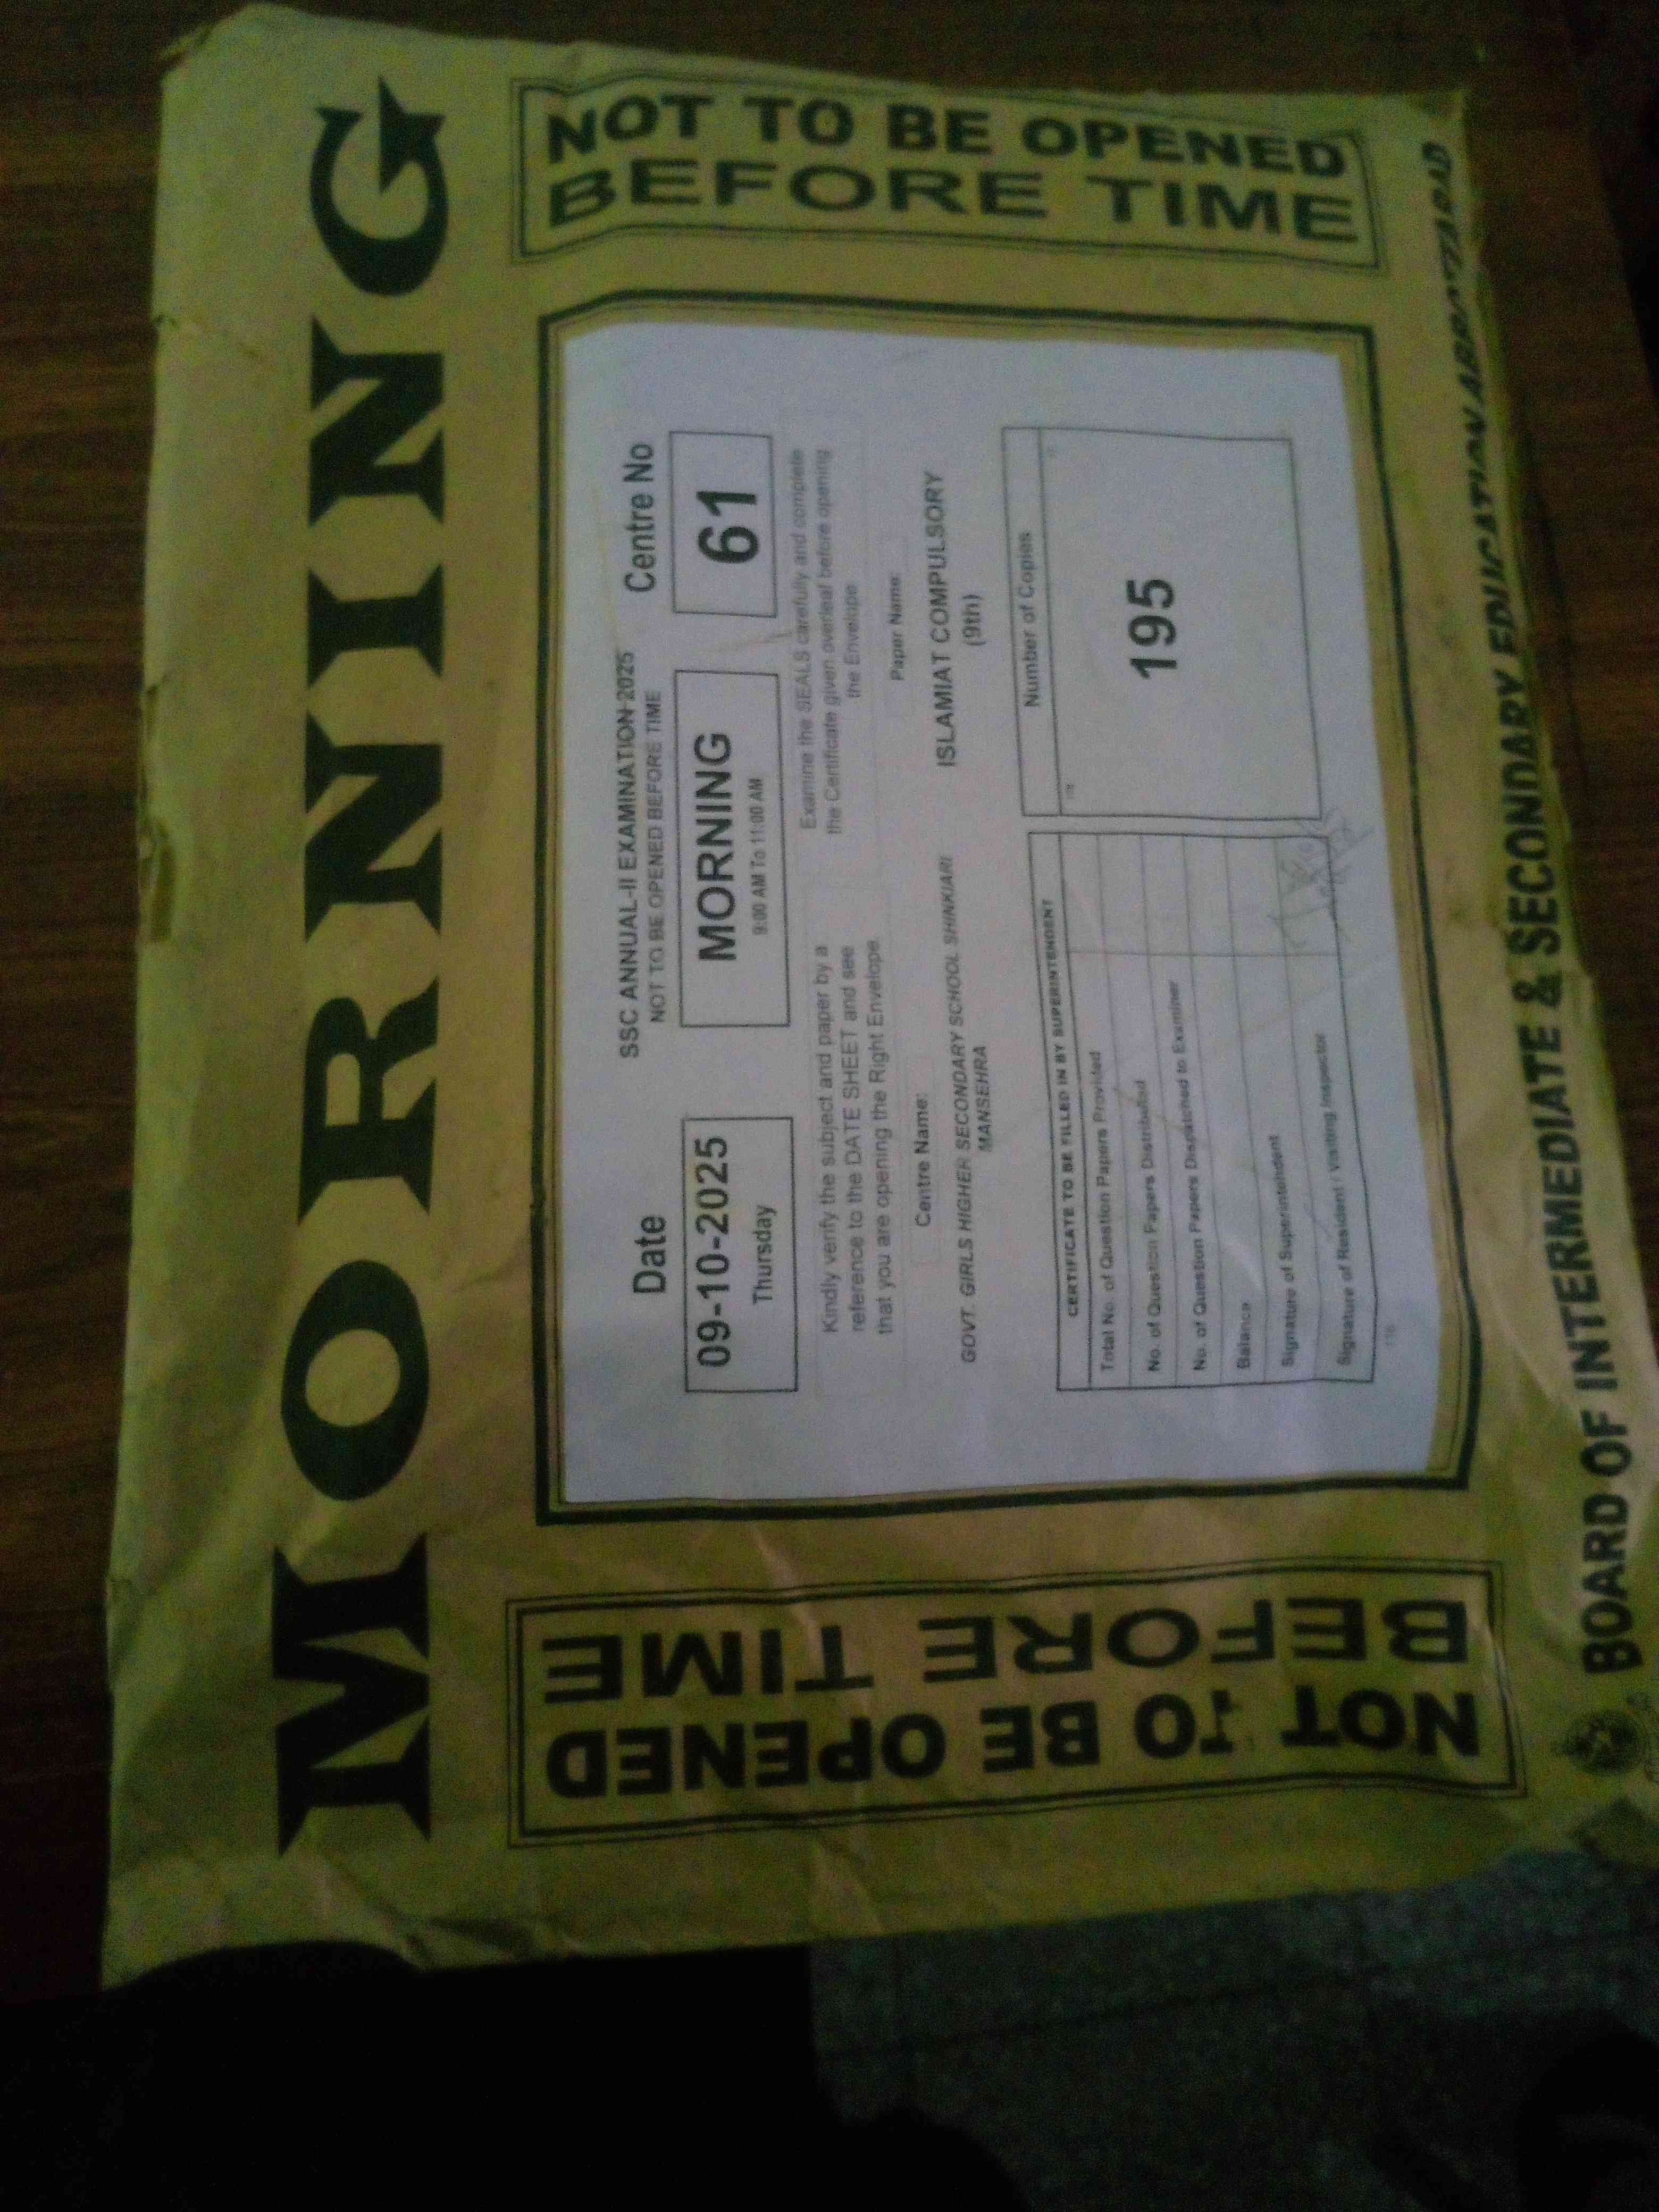 MORNING
NOT TO BE OPENED
BEFORE TIME
NOT TO BE OPENED
BEFORE TIME
SSC ANNUAL-II EXAMINATION 2025
NOT TO BE OPENED BEFORE TIME
Date
09-10-2025
Thursday
MORNING
9:00 AM To 11:00 AM
Centre No
61
Kindly verify the subject and paper by a
reference to the DATE SHEET and see
that you are opening the Right Envelope.
Examine the SEALS carefully and complete
the Certificate given overleaf before opening
the Envelope
Centre Name:
GOVT. GIRLS HIGHER SECONDARY SCHOOL SHINKIARI
MANSEHRA
Paper Name:
ISLAMIAT COMPULSORY
(9th)
CERTIFICATE TO BE FILLED IN BY SUPERINTENDENT
Total No. of Question Papers Provided
No. of Question Papers Distributed
No. of Question Papers Dispatched to Examiner
Balance
Signature of Superintendent
Signature of Resident / Visiting Inspector
Number of Copies
195
BOARD OF INTERMEDIATE & SECONDARY EDUCATION ABBOTTABAD